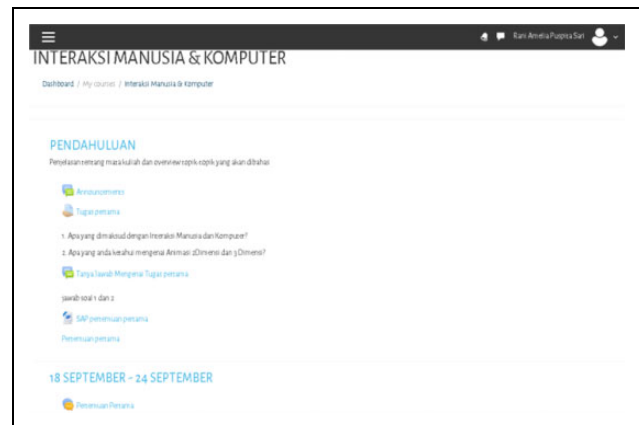 Rani Amelia Puspita Sari
INTERAKSI MANUSIA & KOMPUTER
Dashboard / My courses / Interaksi Manusia & Komputer
PENDAHULUAN
Penjelasan tentang mata kuliah dan overview topik-topik yang akan dibahas
Announcements
Tugas pertama
1. Apa yang dimaksud dengan Interaksi Manusia dan Komputer?
2. Apa yang anda ketahui mengenai Animasi 2Dimensi dan 3 Dimensi?
Tanya Jawab Mengenai Tugas pertama
jawab soal 1 dan 2
SAP pertemuan pertama
Pertemuan pertama
18 SEPTEMBER - 24 SEPTEMBER
Pertemuan Pertama